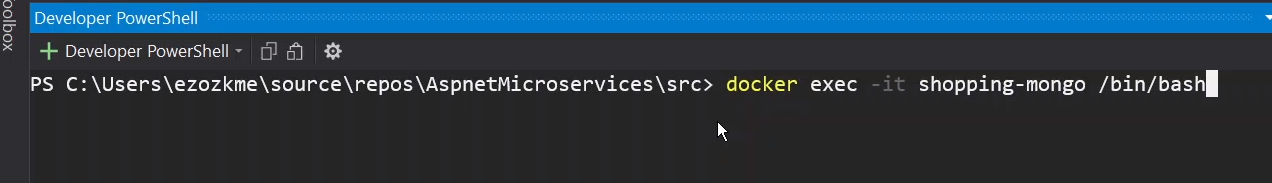 oolbox
Developer PowerShell
Developer PowerShell
PS C:\Users\ezozkme\source\repos\AspnetMicroservices\src> docker exec -it shopping-mongo /bin/bash